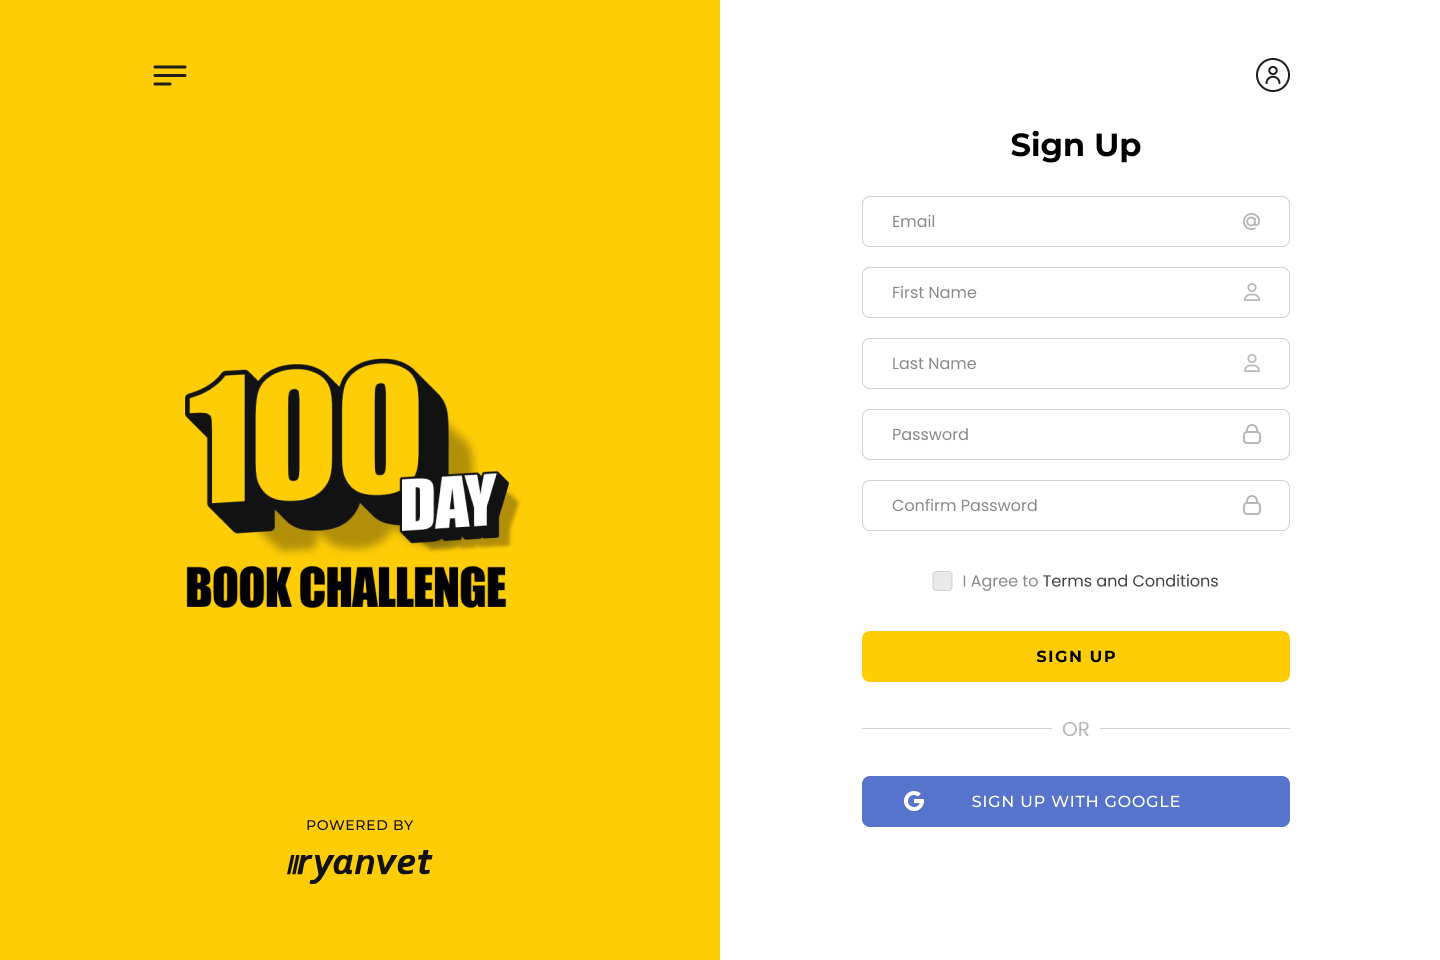 100
DAY
BOOK CHALLENGE
POWERED BY
ryanvet
Sign Up
Email
First Name
Last Name
Password
Confirm Password
I Agree to Terms and Conditions
SIGN UP
OR
SIGN UP WITH GOOGLE